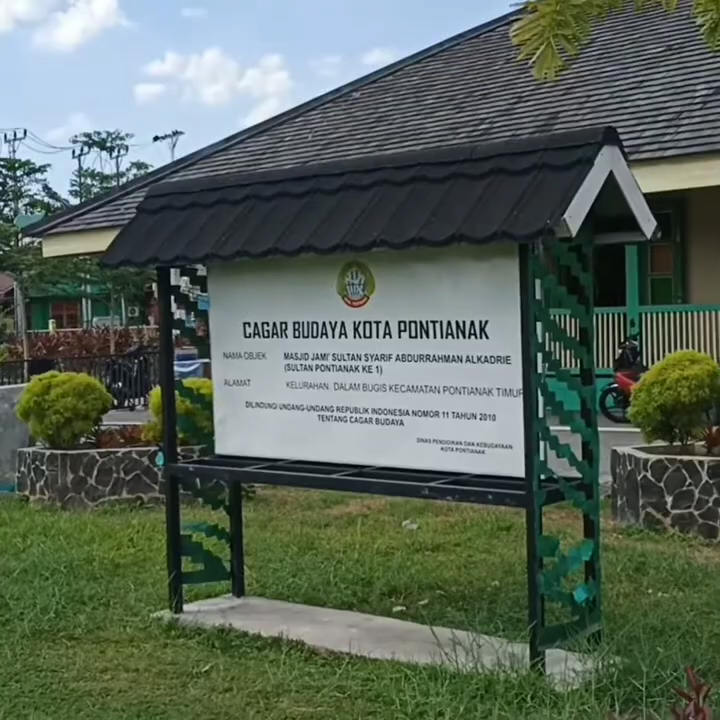 CAGAR BUDAYA KOTA PONTIANAK
NAMA OBJEK MASJID JAMI' SULTAN SYARIF ABDURRAHMAN ALKADRIE
(SULTAN PONTIANAK KE 1)
ALAMAT KELURAHAN. DALAM BUGIS KECAMATAN PONTIANAK TIMUR
DILINDUNGI UNDANG-UNDANG REPUBLIK INDONESIA NOMOR 11 TAHUN 2010
TENTANG CAGAR BUDAYA
DINAS PENDIDIKAN DAN KEBUDAYAAN
KOTA PONTIANAK